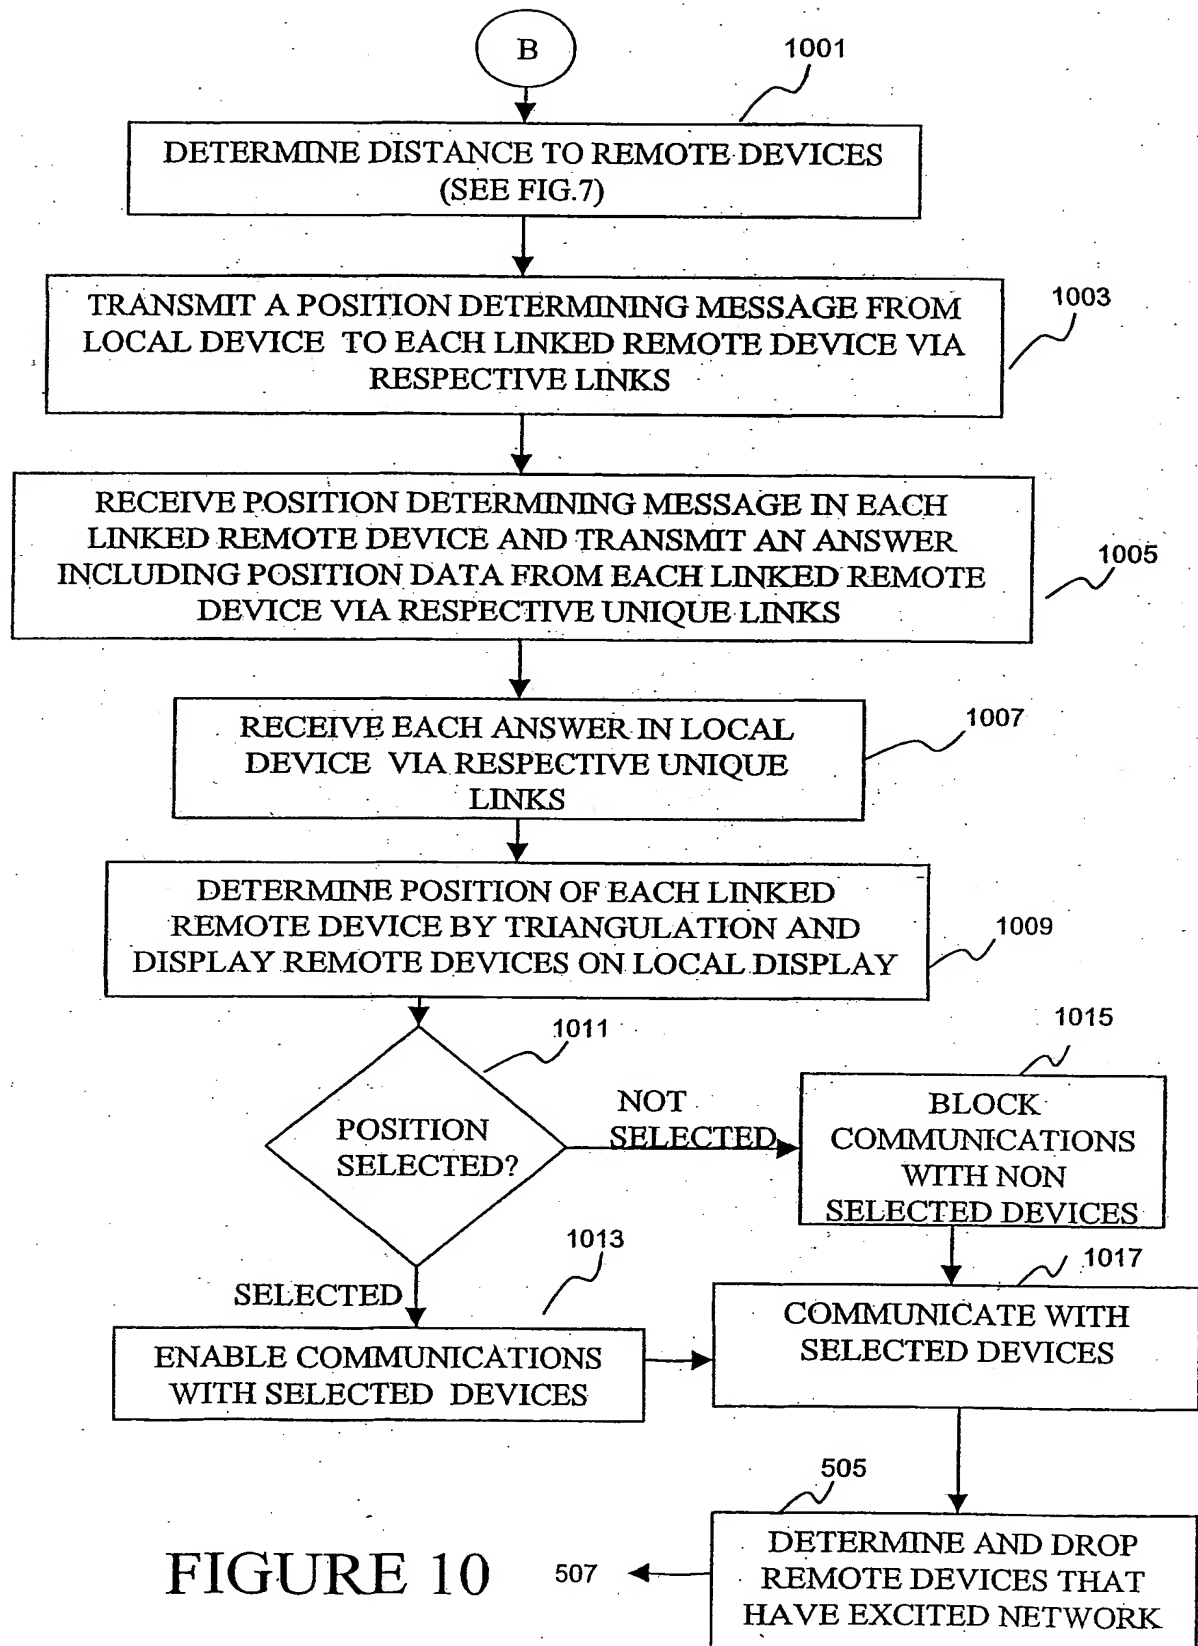 B
1001
DETERMINE DISTANCE TO REMOTE DEVICES
(SEE FIG.7)
TRANSMIT A POSITION DETERMINING MESSAGE FROM
LOCAL DEVICE TO EACH LINKED REMOTE DEVICE VIA
RESPECTIVE LINKS
1003
RECEIVE POSITION DETERMINING MESSAGE IN EACH
LINKED REMOTE DEVICE AND TRANSMIT AN ANSWER
INCLUDING POSITION DATA FROM EACH LINKED REMOTE
DEVICE VIA RESPECTIVE UNIQUE LINKS
1005
RECEIVE EACH ANSWER IN LOCAL
DEVICE VIA RESPECTIVE UNIQUE
LINKS
1007
DETERMINE POSITION OF EACH LINKED
REMOTE DEVICE BY TRIANGULATION AND
DISPLAY REMOTE DEVICES ON LOCAL DISPLAY
1009
1011
POSITION
SELECTED?
NOT
SELECTED
1015
BLOCK
COMMUNICATIONS
WITH NON
SELECTED DEVICES
SELECTED
1013
ENABLE COMMUNICATIONS
WITH SELECTED DEVICES
1017
COMMUNICATE WITH
SELECTED DEVICES
505
DETERMINE AND DROP
REMOTE DEVICES THAT
HAVE EXCITED NETWORK
507
FIGURE 10